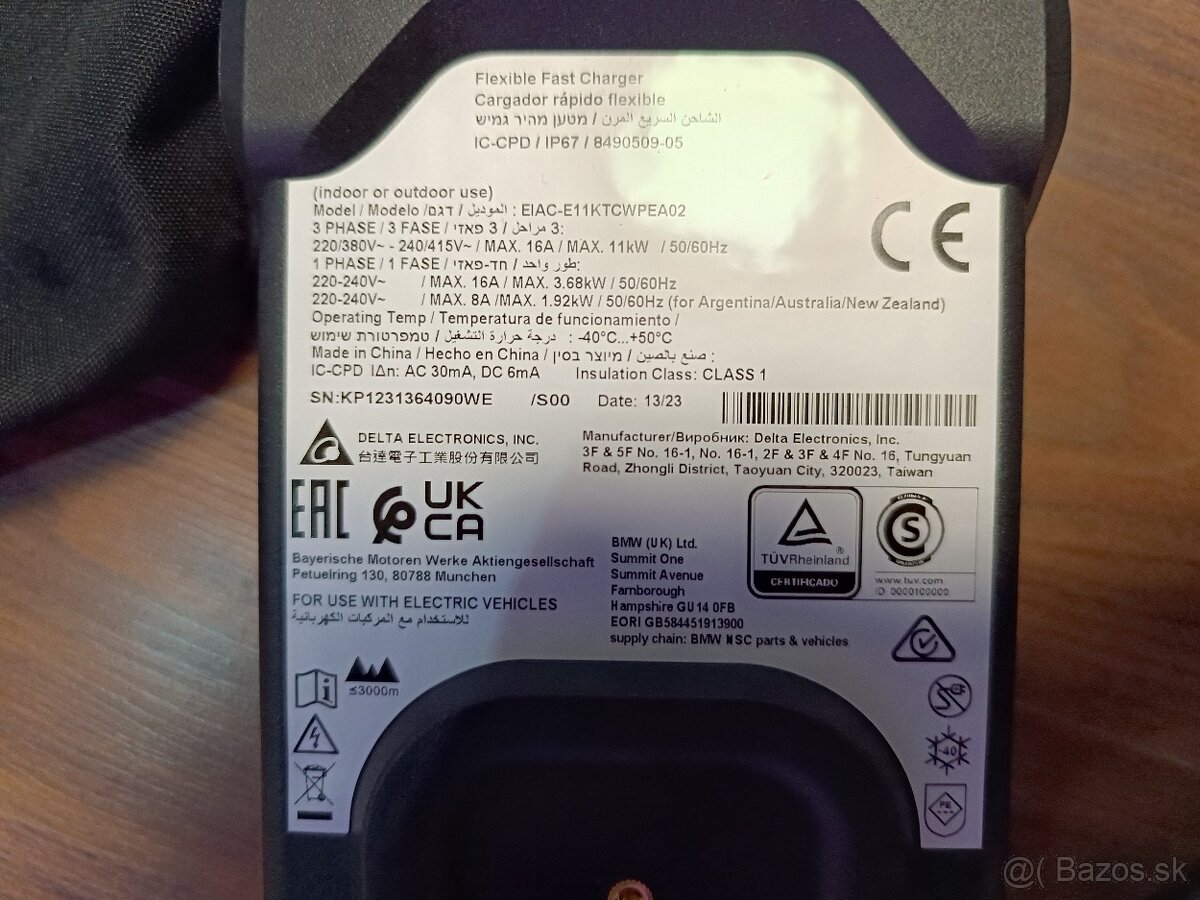 Flexible Fast Charger
Cargador rápido flexible
الشاحن السريع المرن / מטען מהיר גמיש
IC-CPD / IP67 / 8490509-05
(indoor or outdoor use)
Model / Modelo / דגם / الموديل : EIAC-E11KTCWPEA02
3 PHASE / 3 FASE / 3 פאזי / 3 مراحل:
220/380V~ - 240/415V~ / MAX. 16A / MAX. 11kW / 50/60Hz
1 PHASE / 1 FASE / חד-פאזי / طور واحد:
220-240V~ / MAX. 16A / MAX. 3.68kW / 50/60Hz
220-240V~ / MAX. 8A /MAX. 1.92kW / 50/60Hz (for Argentina/Australia/New Zealand)
Operating Temp / Temperatura de funcionamiento /
درجة حرارة التشغيل / טמפרטורת שימוש : -40°C...+50°C
Made in China / Hecho en China / מיוצר בסין / صنع بالصين :
IC-CPD IΔn: AC 30mA, DC 6mA Insulation Class: CLASS 1
SN:KP1231364090WE /S00 Date: 13/23
CE
DELTA ELECTRONICS, INC.
台達電子工業股份有限公司
Manufacturer/Виробник: Delta Electronics, Inc.
3F & 5F No. 16-1, No. 16-1, 2F & 3F & 4F No. 16, Tungyuan
Road, Zhongli District, Taoyuan City, 320023, Taiwan
EAC
UK
CA
Bayerische Motoren Werke Aktiengesellschaft
Petuelring 130, 80788 Munchen
FOR USE WITH ELECTRIC VEHICLES
للاستخدام مع المركبات الكهربائية
BMW (UK) Ltd.
Summit One
Summit Avenue
Farnborough
Hampshire GU14 0FB
EORI GB584451913900
supply chain: BMW NSC parts & vehicles
TÜVRheinland®
CERTIFICADO
S
www.tuv.com
ID 0000109000
≤3000m
-40
PE
@( Bazos.sk